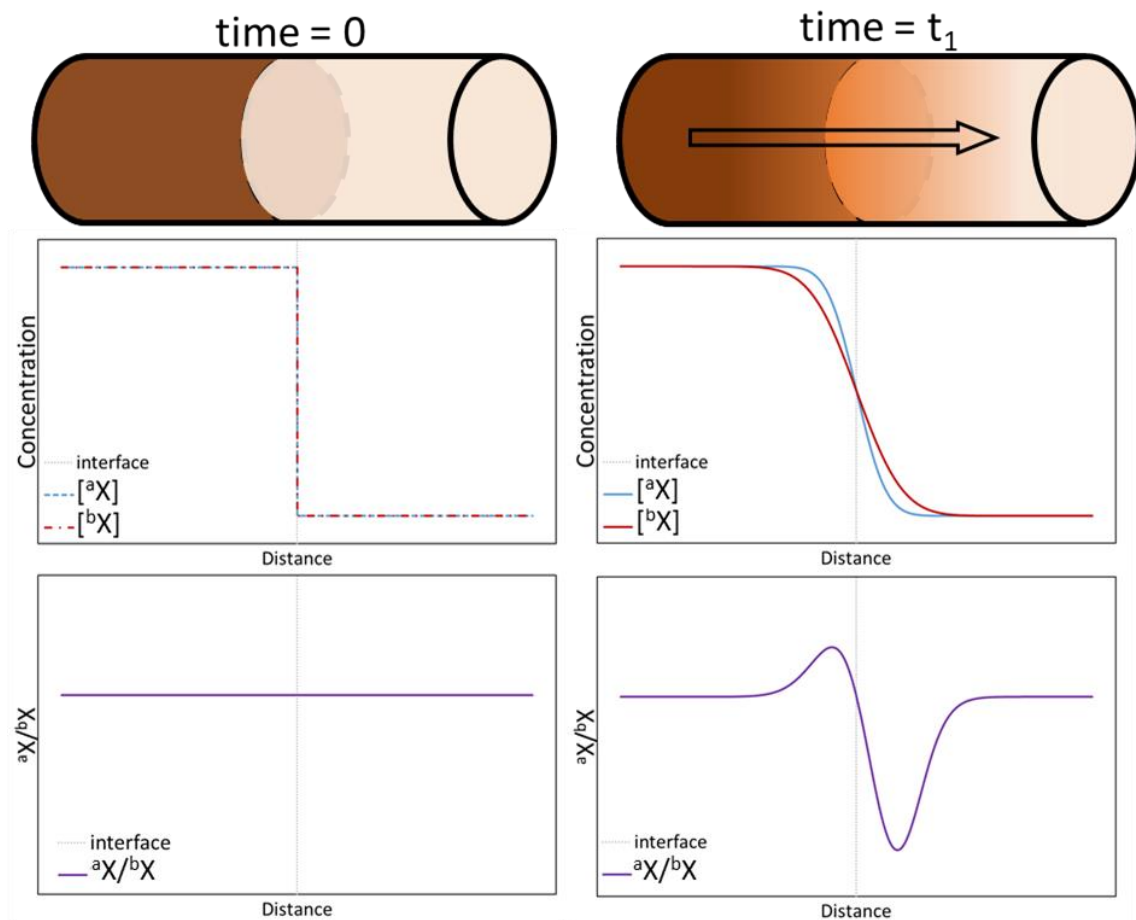 time = 0
time = t₁
Concentration
interface
[ᵃX]
[ᵇX]
Distance
Concentration
interface
[ᵃX]
[ᵇX]
Distance
ᵃX/ᵇX
interface
ᵃX/ᵇX
Distance
ᵃX/ᵇX
interface
ᵃX/ᵇX
Distance